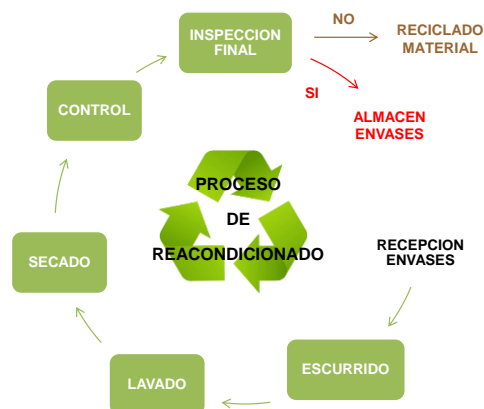 INSPECCION
FINAL
NO
RECICLADO
MATERIAL
SI
ALMACEN
ENVASES
CONTROL
PROCESO
DE
REACONDICIONADO
RECEPCION
ENVASES
SECADO
LAVADO
ESCURRIDO